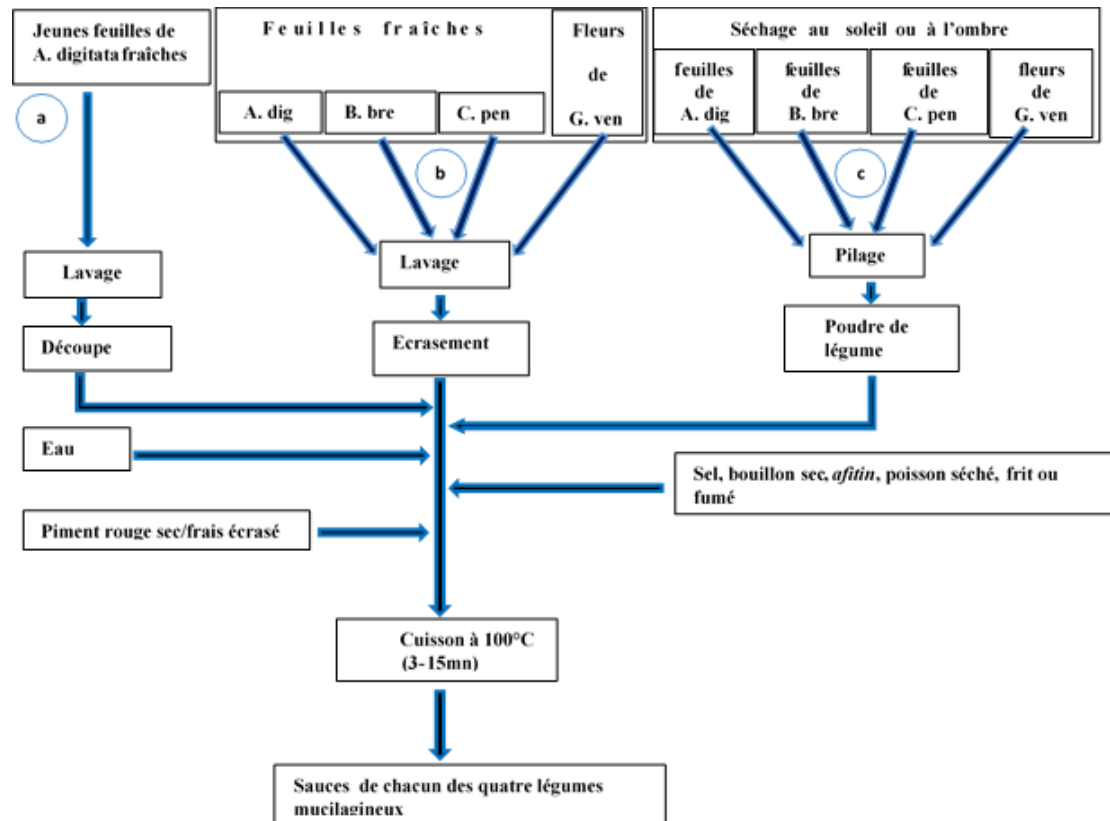 Jeunes feuilles de
A. digitata fraîches
a
Feuilles fraîches
A. dig
B. bre
C. pen
Fleurs
de
G. ven
b
Séchage au soleil ou à l’ombre
feuilles
de
A. dig
feuilles
de
B. bre
feuilles
de
C. pen
fleurs
de
G. ven
c
Lavage
Découpe
Lavage
Ecrasement
Pilage
Poudre de
légume
Eau
Sel, bouillon sec, afitin, poisson séché, frit ou
fumé
Piment rouge sec/frais écrasé
Cuisson à 100°C
(3-15mn)
Sauces de chacun des quatre légumes
mucilagineux